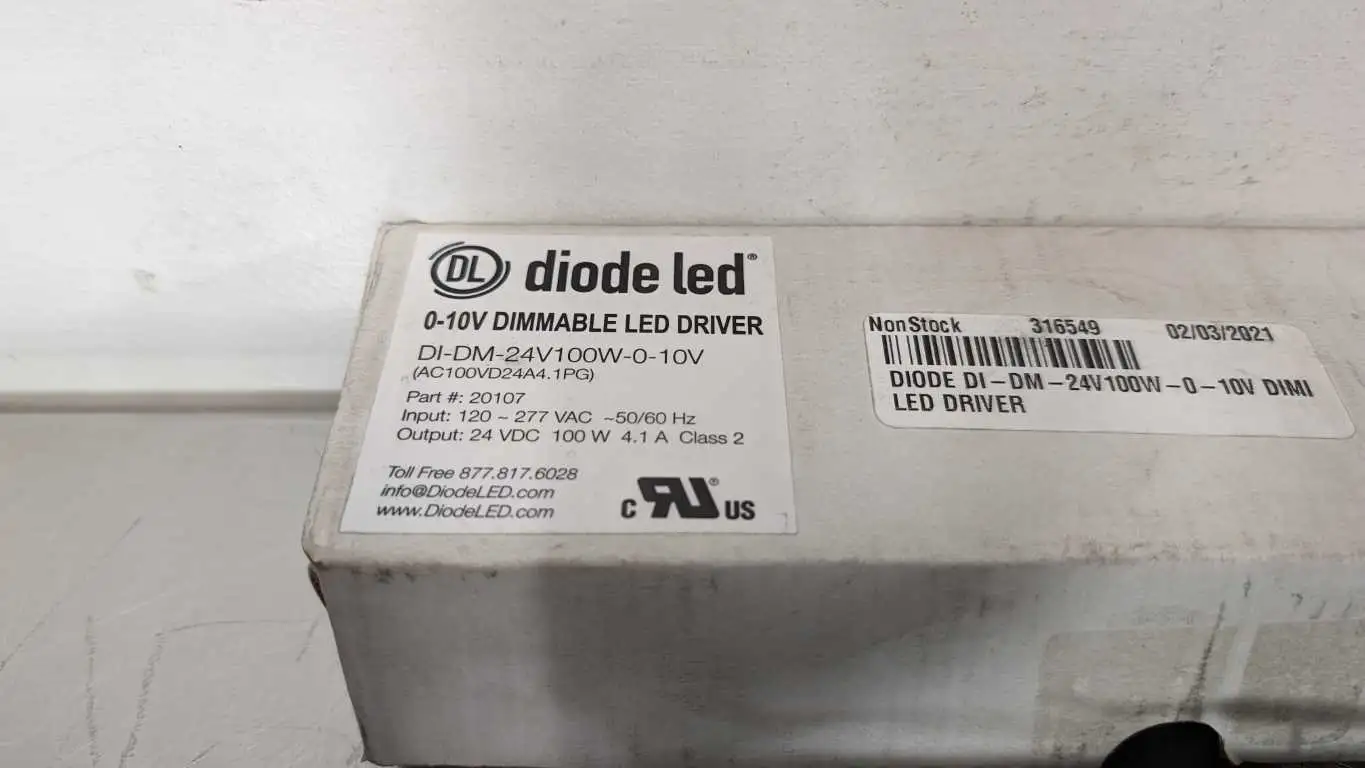 DL diode led®
0-10V DIMMABLE LED DRIVER
DI-DM-24V100W-0-10V
(AC100VD24A4.1PG)
Part #: 20107
Input: 120 ~ 277 VAC ~50/60 Hz
Output: 24 VDC 100 W 4.1 A Class 2
Toll Free 877.817.6028
info@DiodeLED.com
www.DiodeLED.com
c RU® US
NonStock 316549 02/03/2021
DIODE DI-DM-24V100W-0-10V DIMI
LED DRIVER